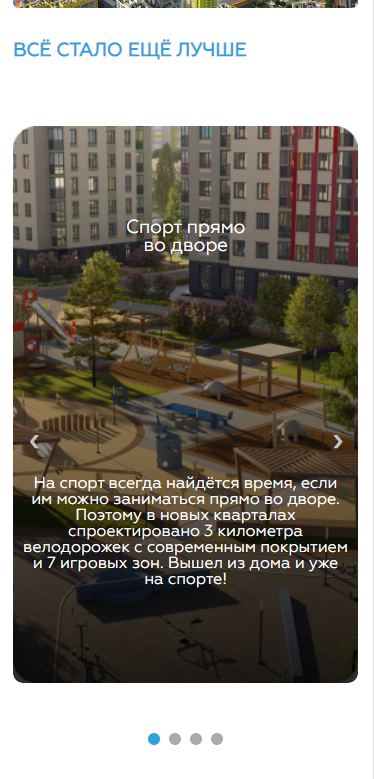 ВСЁ СТАЛО ЕЩЁ ЛУЧШЕ
Спорт прямо
во дворе
На спорт всегда найдётся время, если
им можно заниматься прямо во дворе.
Поэтому в новых кварталах
спроектировано 3 километра
велодорожек с современным покрытием
и 7 игровых зон. Вышел из дома и уже
на спорте!